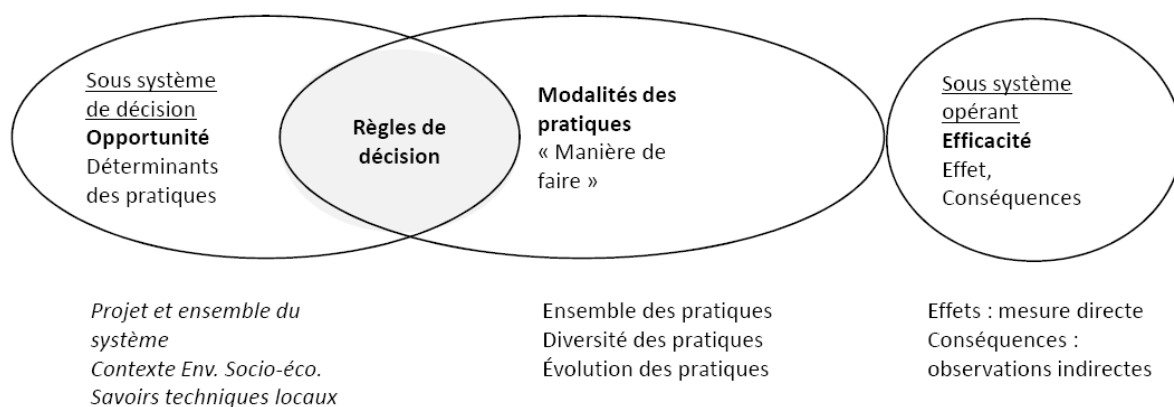 Sous système
de décision
Opportunité
Déterminants
des pratiques
Règles de
décision
Modalités des
pratiques
« Manière de
faire »
Sous système
opérant
Efficacité
Effet,
Conséquences
Projet et ensemble du
système
Contexte Env. Socio-éco.
Savoirs techniques locaux
Ensemble des pratiques
Diversité des pratiques
Évolution des pratiques
Effets : mesure directe
Conséquences :
observations indirectes